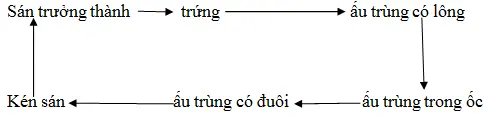 Sán trưởng thành trứng ấu trùng có lông
Kén sán ấu trùng có đuôi ấu trùng trong ốc